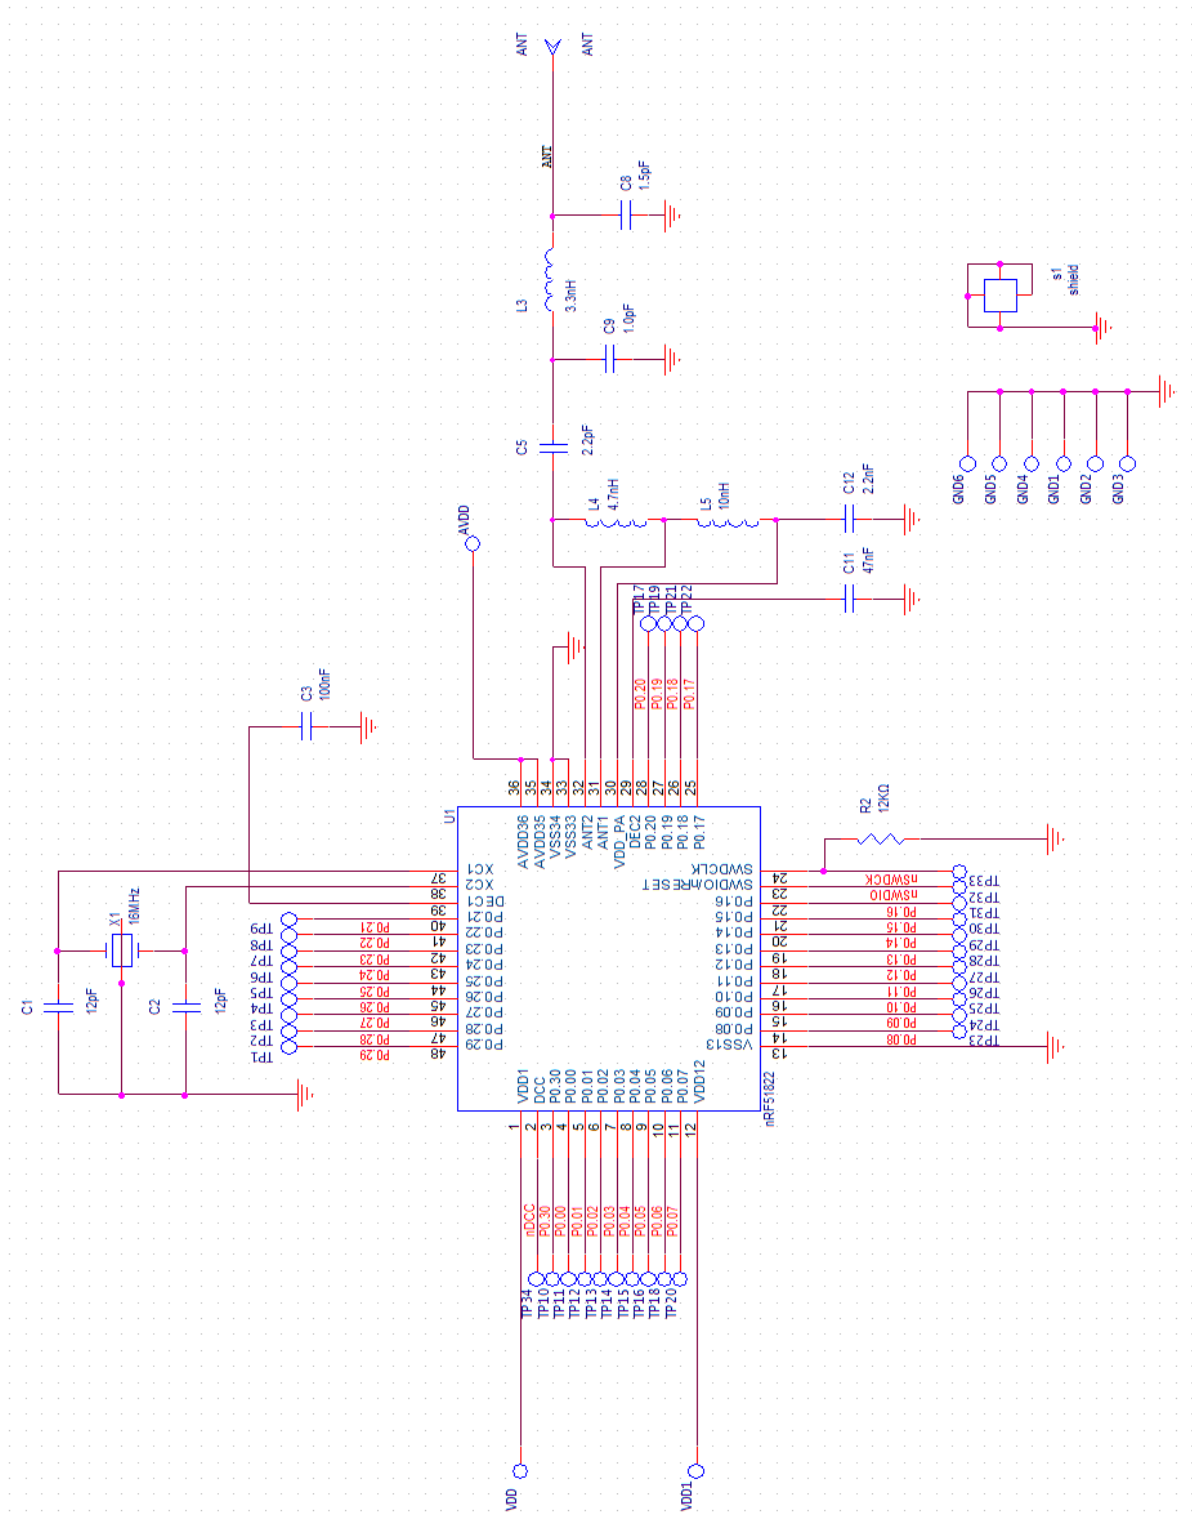 ANT
ANT
ANT
C8
1.5pF
L3
3.3nH
C9
1.0pF
s1
shield
C5
2.2pF
GND6
GND5
GND4
GND1
GND2
GND3
L4
4.7nH
L5
10nH
C12
2.2nF
AVDD
C11
47nF
TP17
TP19
TP21
TP22
C3
100nF
P0.20
P0.19
P0.18
P0.17
36
35
34
33
32
31
30
29
28
27
26
25
U1
AVDD36
AVDD35
VSS34
VSS33
ANT2
ANT1
VDD_PA
DEC2
P0.20
P0.19
P0.18
P0.17
R2
12KΩ
37
38
39
40
41
42
43
44
45
46
47
48
XC1
XC2
DEC1
P0.21
P0.22
P0.23
P0.24
P0.25
P0.26
P0.27
P0.28
P0.29
X1
16MHz
C1
12pF
C2
12pF
TP9
TP8
TP7
TP6
TP5
TP4
TP3
TP2
TP1
P0.21
P0.22
P0.23
P0.24
P0.25
P0.26
P0.27
P0.28
P0.29
SWDCLK
SWDIO/nRESET
P0.16
P0.15
P0.14
P0.13
P0.12
P0.11
P0.10
P0.09
P0.08
VSS13
24
23
22
21
20
19
18
17
16
15
14
13
nSWDCK
nSWDIO
P0.16
P0.15
P0.14
P0.13
P0.12
P0.11
P0.10
P0.09
P0.08
TP33
TP32
TP31
TP30
TP29
TP28
TP27
TP26
TP25
TP24
TP23
VDD1
DCC
P0.30
P0.00
P0.01
P0.02
P0.03
P0.04
P0.05
P0.06
P0.07
VDD12
nRF51822
1
2
3
4
5
6
7
8
9
10
11
12
nDCC
P0.30
P0.00
P0.01
P0.02
P0.03
P0.04
P0.05
P0.06
P0.07
TP34
TP10
TP11
TP12
TP13
TP14
TP15
TP16
TP18
TP20
VDD
VDD1